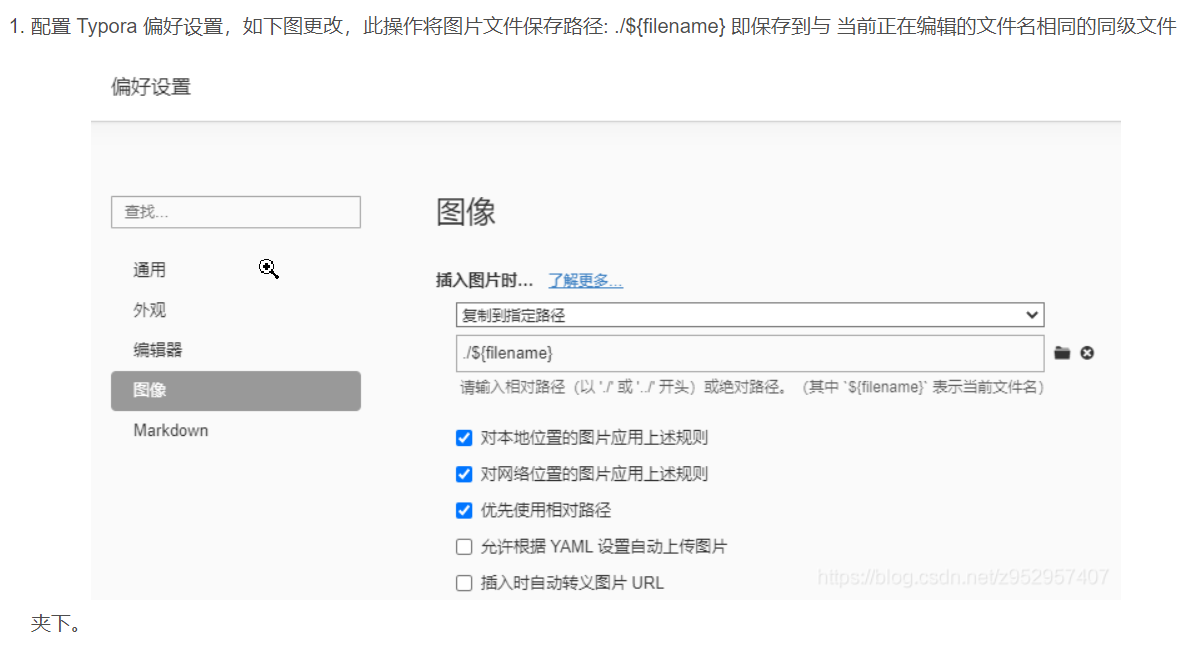 1. 配置 Typora 偏好设置，如下图更改，此操作将图片文件保存路径: ./${filename} 即保存到与 当前正在编辑的文件名相同的同级文件
偏好设置
查找...
图像
通用
插入图片时... 了解更多...
外观
复制到指定路径
编辑器
./${filename}
图像
请输入相对路径（以 './' 或 '../' 开头）或绝对路径。（其中 `${filename}` 表示当前文件名）
Markdown
对本地位置的图片应用上述规则
对网络位置的图片应用上述规则
优先使用相对路径
允许根据 YAML 设置自动上传图片
插入时自动转义图片 URL
https://blog.csdn.net/z952957407
夹下。